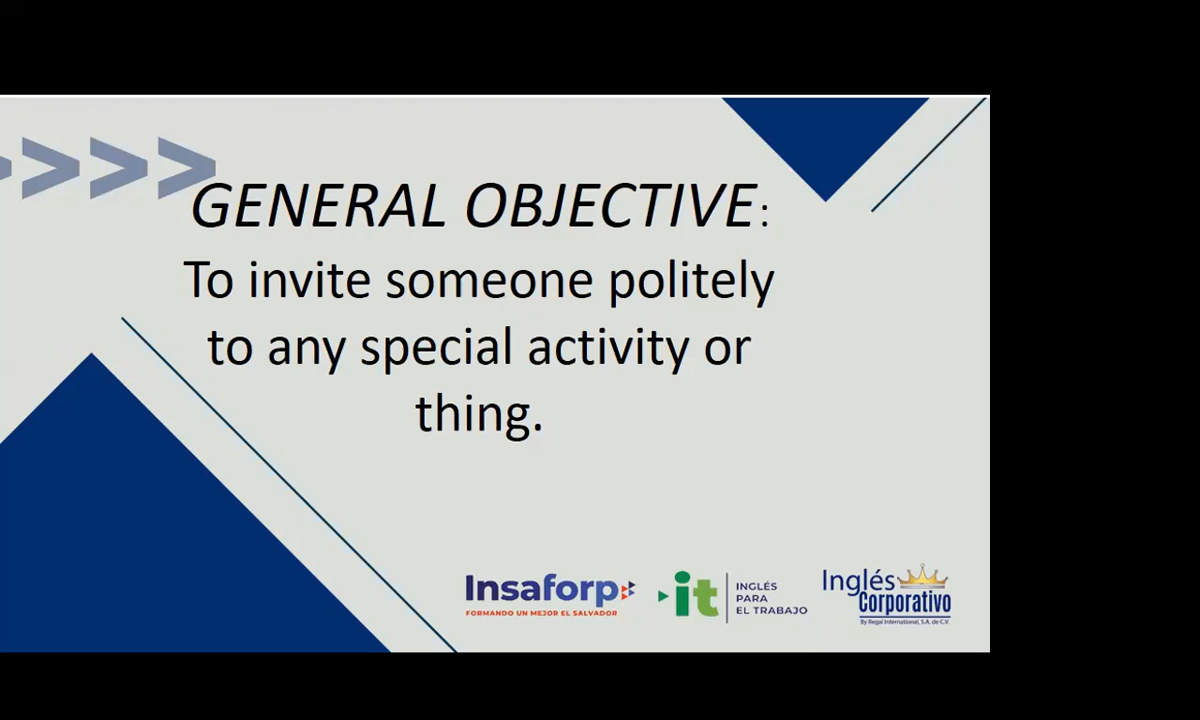 GENERAL OBJECTIVE:
To invite someone politely
to any special activity or
thing.
Insaforp
FORMANDO UN MEJOR EL SALVADOR
it
INGLÉS
PARA
EL TRABAJO
Inglés
Corporativo
By Regal International, S.A. de C.V.